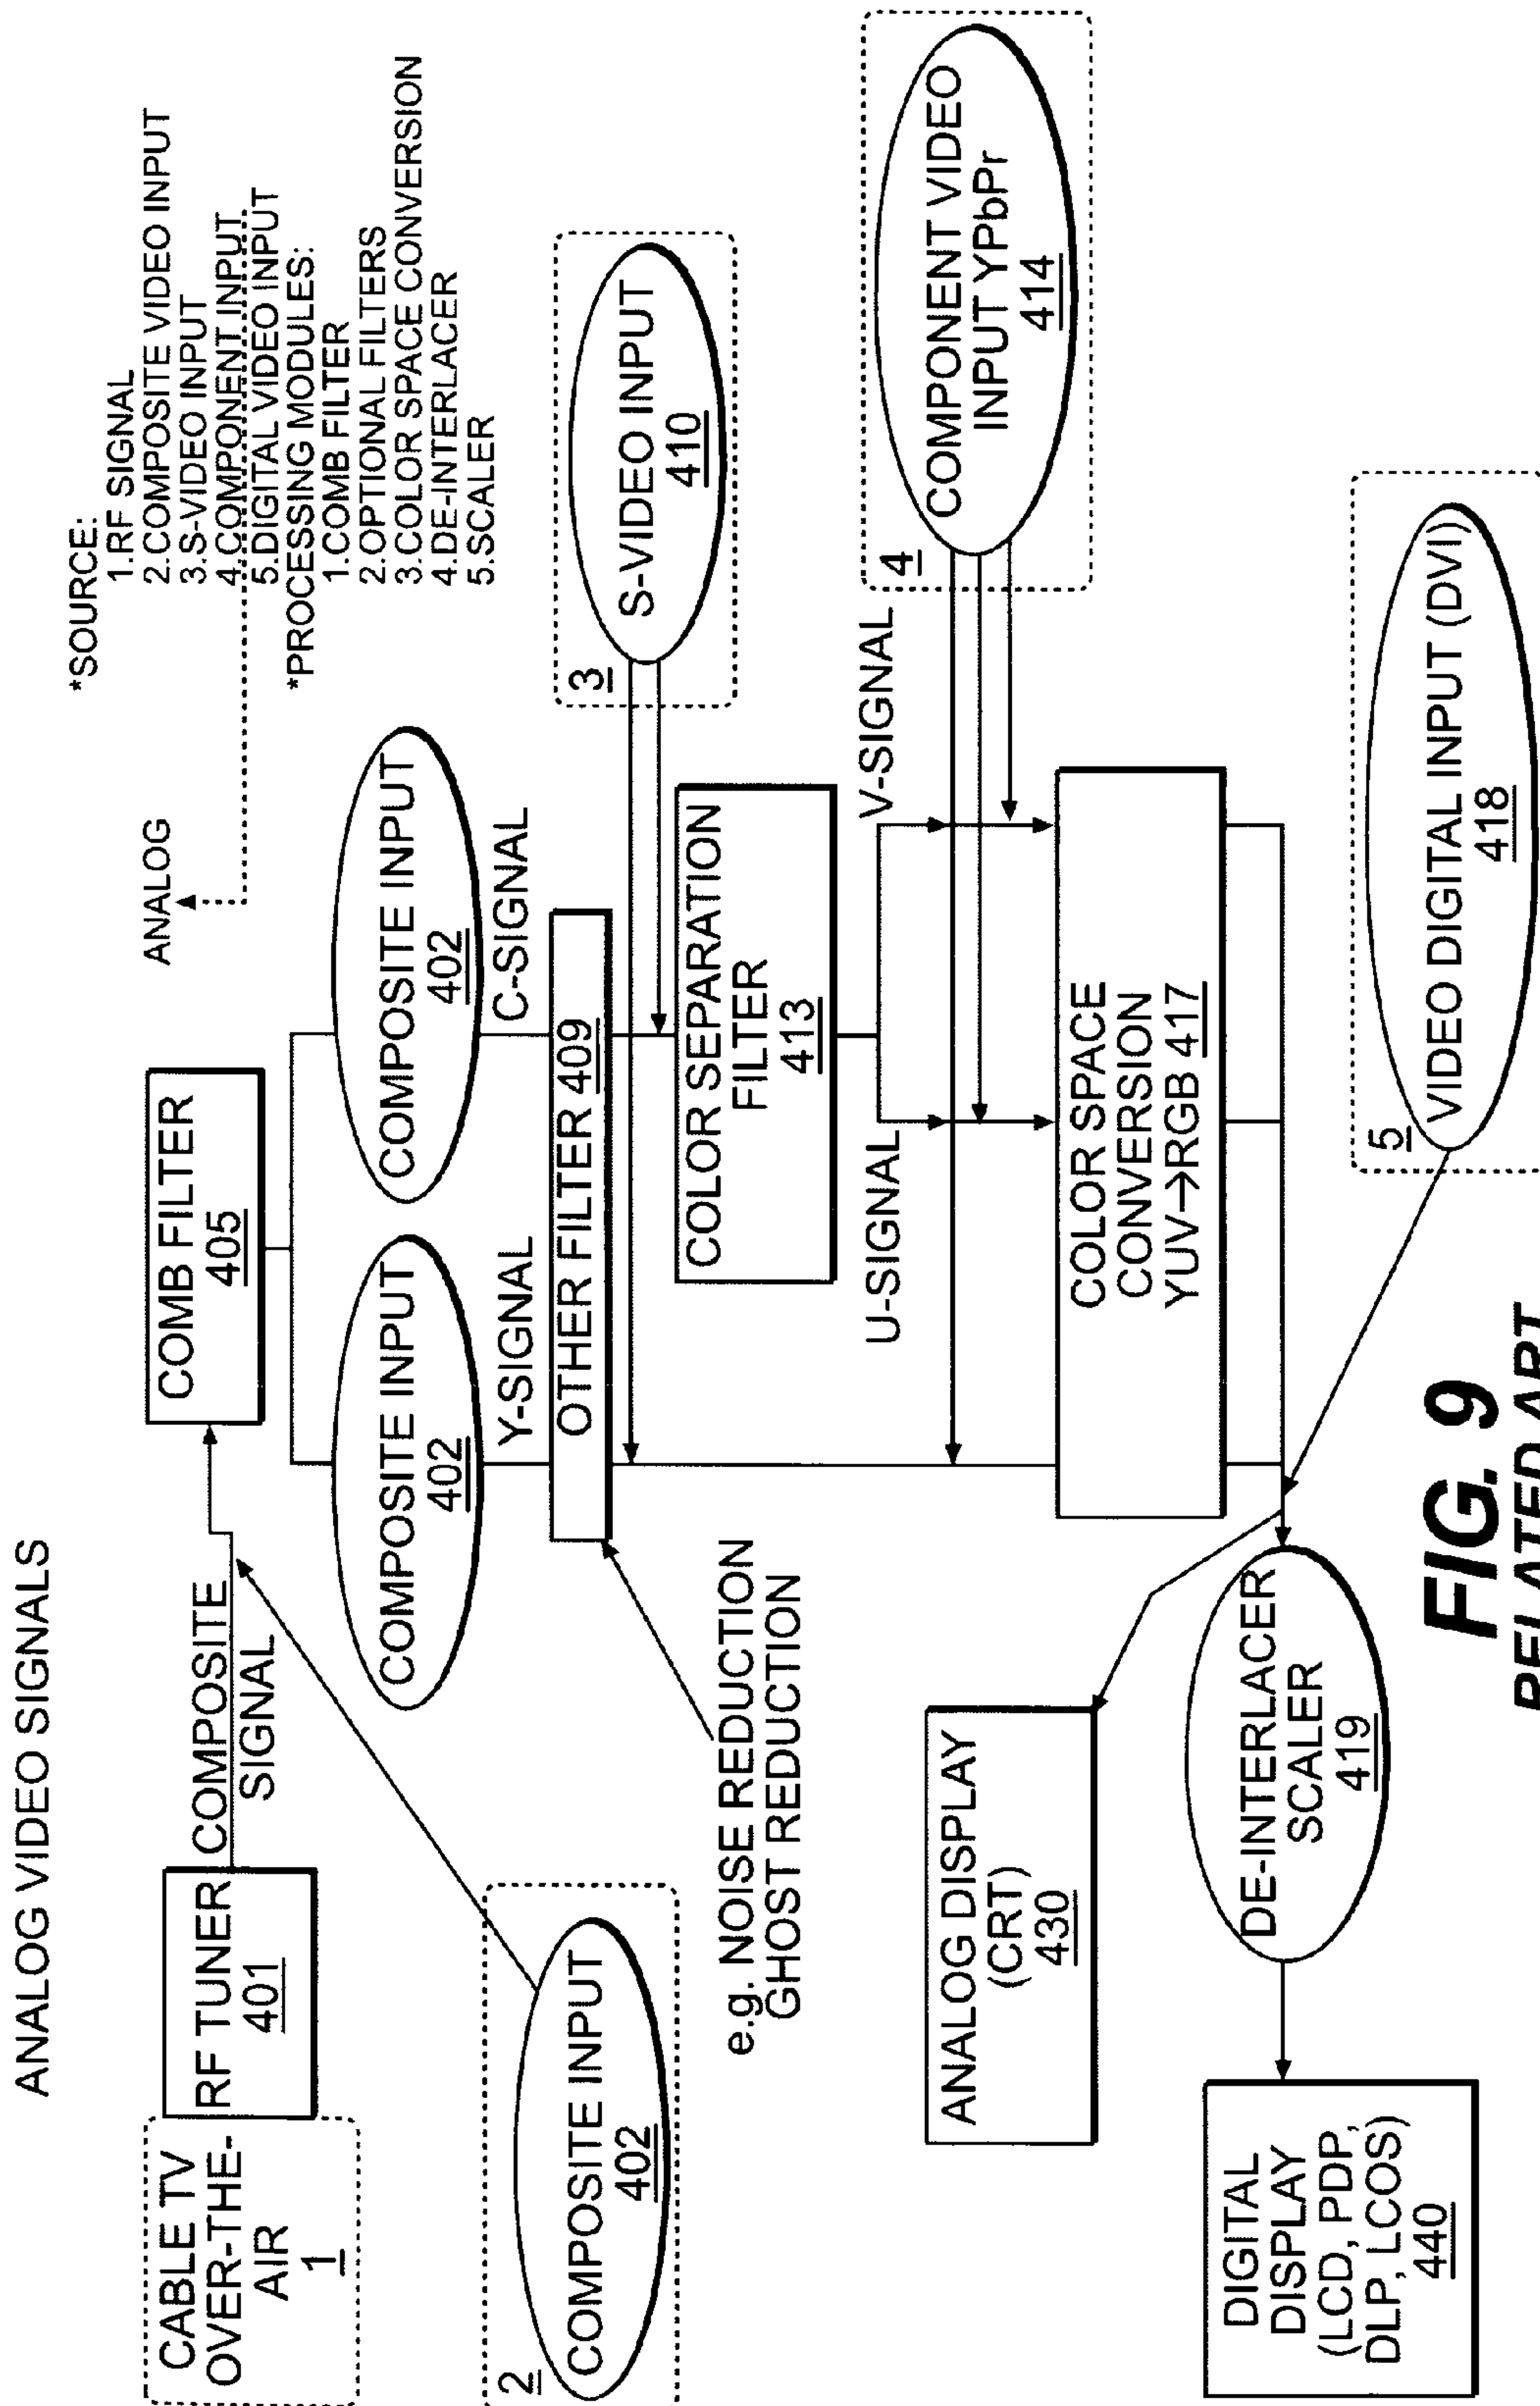 ANALOG VIDEO SIGNALS
CABLE TV
OVER-THE-
AIR
1
RF TUNER
401
COMPOSITE
SIGNAL
COMB FILTER
405
ANALOG
*SOURCE:
1.RF SIGNAL
2.COMPOSITE VIDEO INPUT
3.S-VIDEO INPUT
4.COMPONENT INPUT
5.DIGITAL VIDEO INPUT
*PROCESSING MODULES:
1.COMB FILTER
2.OPTIONAL FILTERS
3.COLOR SPACE CONVERSION
4.DE-INTERLACER
5.SCALER
2
COMPOSITE INPUT
402
COMPOSITE INPUT
402
COMPOSITE INPUT
402
Y-SIGNAL
C-SIGNAL
OTHER FILTER 409
e.g. NOISE REDUCTION
GHOST REDUCTION
3
S-VIDEO INPUT
410
COLOR SEPARATION
FILTER
413
U-SIGNAL
V-SIGNAL
4
COMPONENT VIDEO
INPUT YPbPr
414
COLOR SPACE
CONVERSION
YUV→RGB 417
ANALOG DISPLAY
(CRT)
430
DIGITAL
DISPLAY
(LCD, PDP,
DLP, LCOS)
440
DE-INTERLACER
SCALER
419
5
VIDEO DIGITAL INPUT (DVI)
418
FIG. 9
RELATED ART